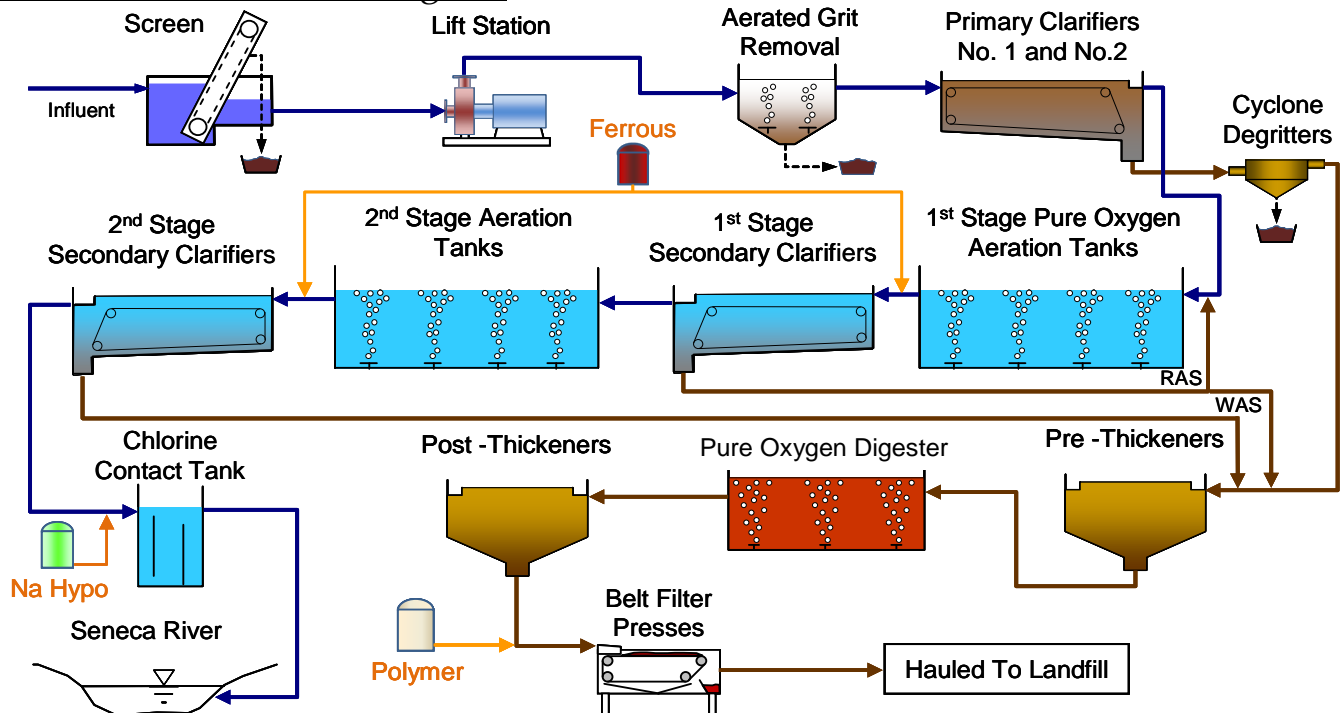 Screen
Lift Station
Aerated Grit
Removal
Primary Clarifiers
No. 1 and No.2
Influent
Ferrous
Cyclone
Degritters
2nd Stage
Secondary Clarifiers
2nd Stage Aeration
Tanks
1st Stage
Secondary Clarifiers
1st Stage Pure Oxygen
Aeration Tanks
RAS
WAS
Chlorine
Contact Tank
Post -Thickeners
Pure Oxygen Digester
Pre -Thickeners
Na Hypo
Seneca River
Polymer
Belt Filter
Presses
Hauled To Landfill